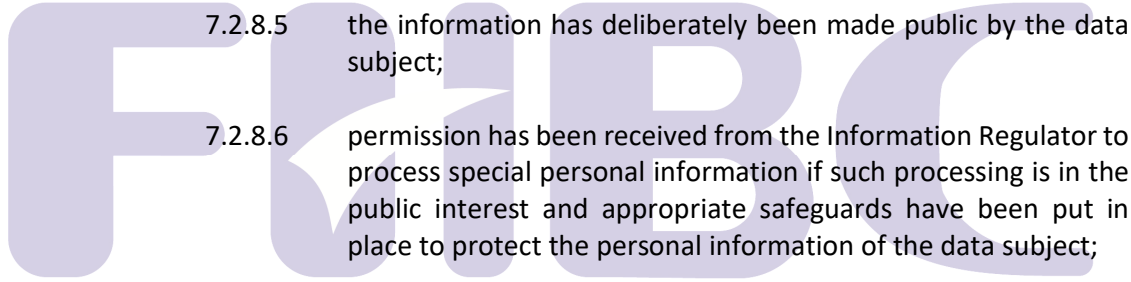 7.2.8.5 the information has deliberately been made public by the data
subject;
7.2.8.6 permission has been received from the Information Regulator to
process special personal information if such processing is in the
public interest and appropriate safeguards have been put in
place to protect the personal information of the data subject;